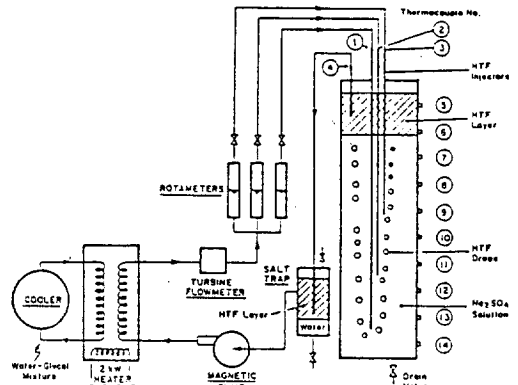 Thermocouple No.
1
2
3
4
HTF
Injectors
5
HTF
Layer
6
7
8
9
10
HTF
Drops
11
12
Na2SO4
Solution
13
14
Drain
ROTAMETERS
TURBINE
FLOWMETER
SALT
TRAP
HTF Layer
Water
COOLER
Water-Glycol
Mixture
2 kW
HEATER
MAGNETIC